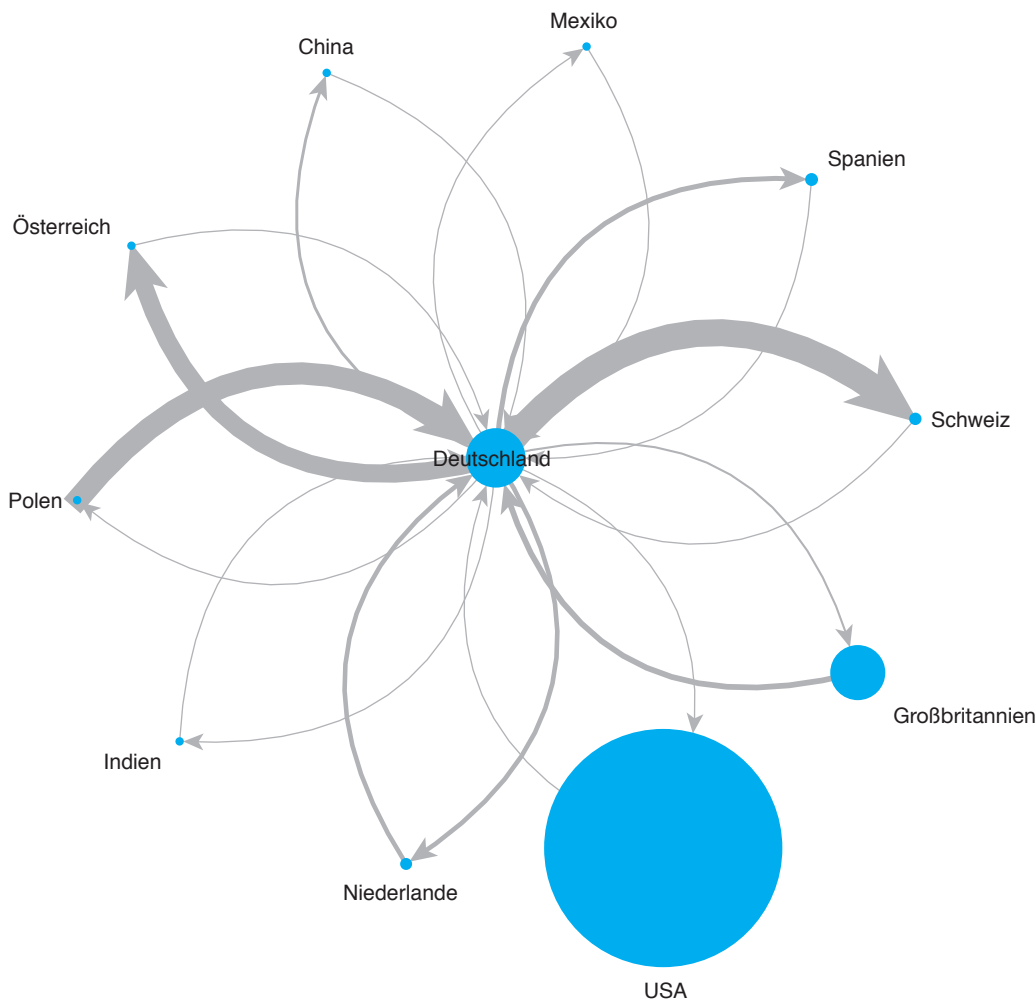 Mexiko
China
Spanien
Österreich
Schweiz
Deutschland
Polen
Großbritannien
Indien
Niederlande
USA